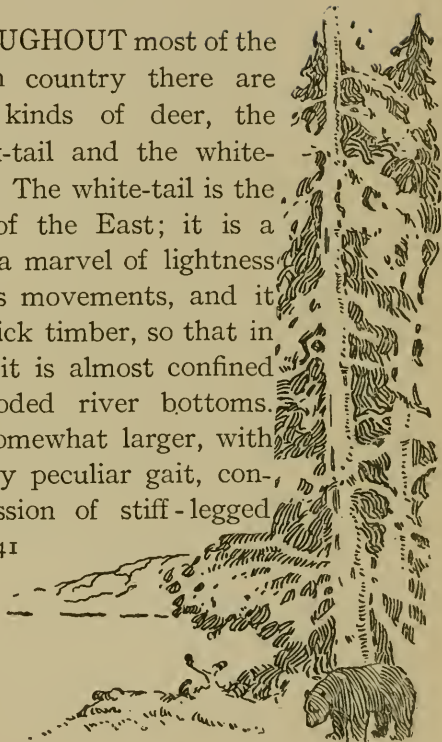 UGHOUT most of the
country there are
kinds of deer, the
-tail and the white-
The white-tail is the
of the East; it is a
a marvel of lightness
s movements, and it
ick timber, so that in
it is almost confined
oded river bottoms.
omewhat larger, with
y peculiar gait, con-
ssion of stiff-legged
41